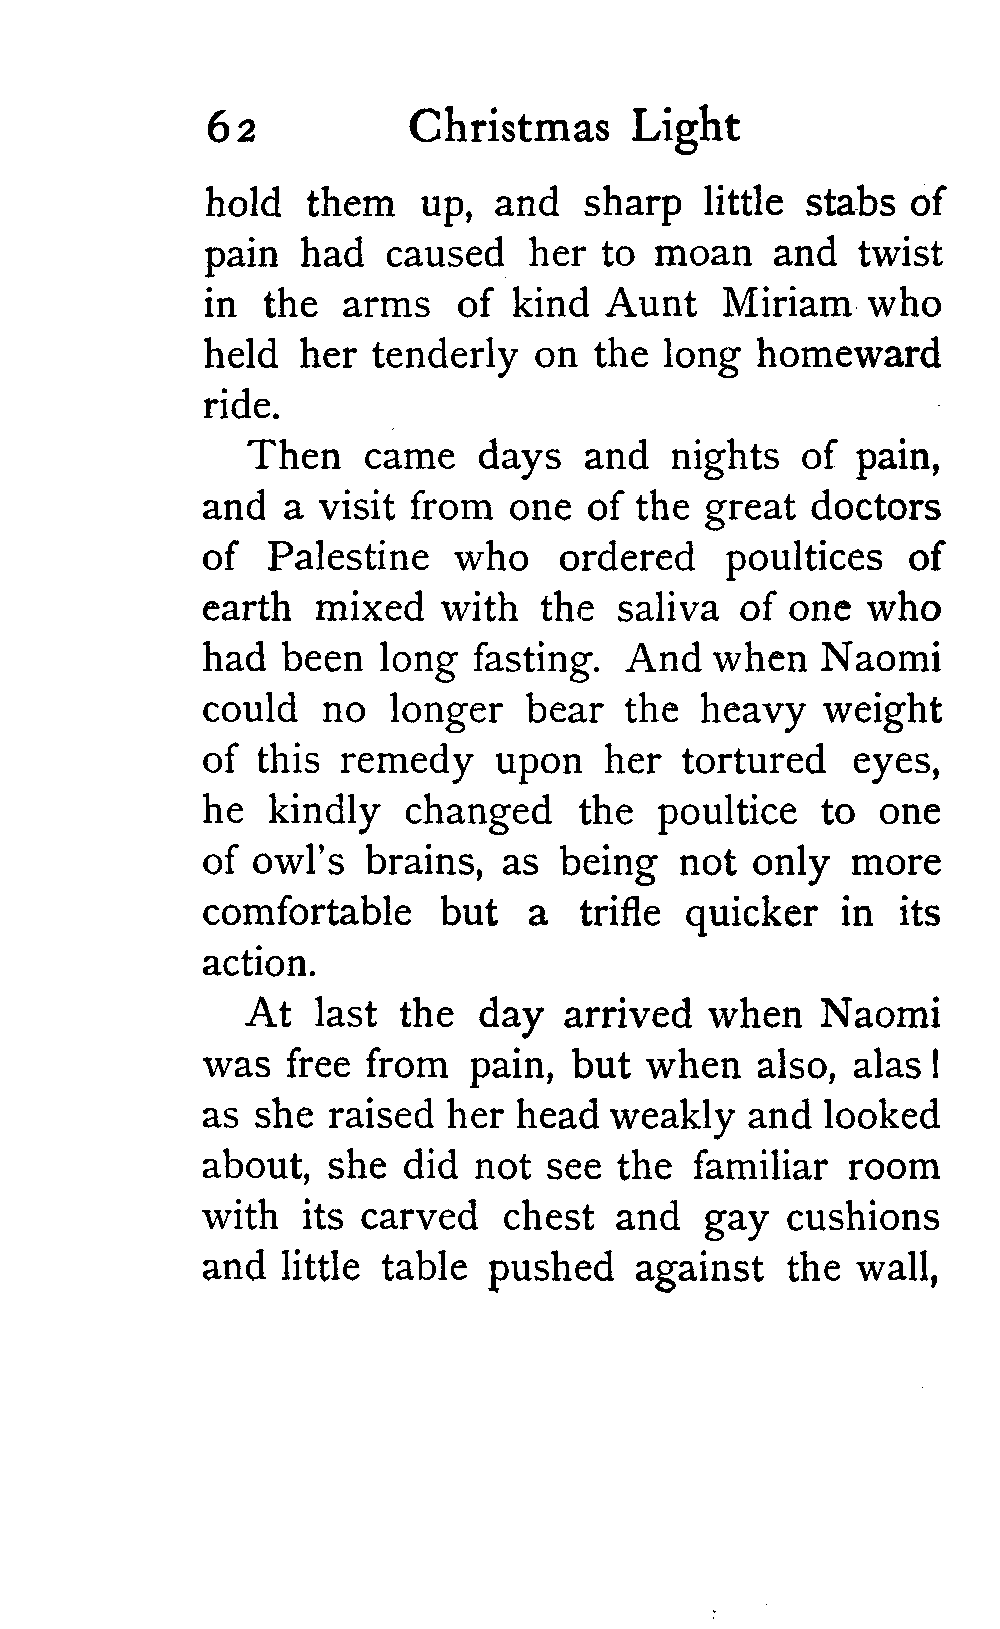 62 Christmas Light
hold them up, and sharp little stabs of
pain had caused her to moan and twist
in the arms of kind Aunt Miriam who
held her tenderly on the long homeward
ride.
Then came days and nights of pain,
and a visit from one of the great doctors
of Palestine who ordered poultices of
earth mixed with the saliva of one who
had been long fasting. And when Naomi
could no longer bear the heavy weight
of this remedy upon her tortured eyes,
he kindly changed the poultice to one
of owl's brains, as being not only more
comfortable but a trifle quicker in its
action.
At last the day arrived when Naomi
was free from pain, but when also, alas!
as she raised her head weakly and looked
about, she did not see the familiar room
with its carved chest and gay cushions
and little table pushed against the wall,